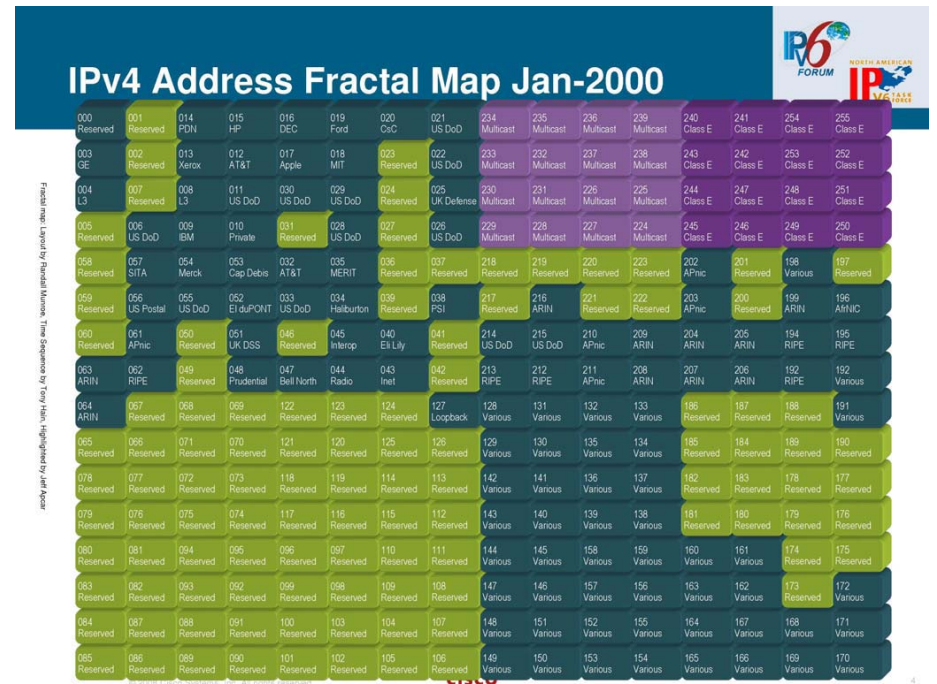 IPv4 Address Fractal Map Jan-2000
IPv6
FORUM
NORTH AMERICAN
IP
V6 TASK
FORCE
000 001 014 015 016 019 020 021 234 235 236 239 240 241 254 255
Reserved Reserved PDN HP DEC Ford CsC US DoD Multicast Multicast Multicast Multicast Class E Class E Class E Class E
003 002 013 012 017 018 023 022 233 232 237 238 243 242 253 252
GE Reserved Xerox AT&T Apple MIT Reserved US DoD Multicast Multicast Multicast Multicast Class E Class E Class E Class E
004 007 008 011 030 029 024 025 230 231 226 225 244 247 248 251
L3 Reserved L3 US DoD US DoD US DoD Reserved UK Defense Multicast Multicast Multicast Multicast Class E Class E Class E Class E
005 006 009 010 031 028 027 026 229 228 227 224 245 246 249 250
Reserved US DoD IBM Private Reserved US DoD Reserved US DoD Multicast Multicast Multicast Multicast Class E Class E Class E Class E
058 057 054 053 032 035 036 037 218 219 220 223 202 201 198 197
Reserved SITA Merck Cap Debis AT&T MERIT Reserved Reserved Reserved Reserved Reserved Reserved APnic Reserved Various Reserved
059 056 055 052 033 034 039 038 217 216 221 222 203 200 199 196
Reserved US Postal US DoD EI duPONT US DoD Haliburton Reserved PSI Reserved ARIN Reserved Reserved APnic Reserved ARIN AfrNIC
060 061 050 051 046 045 040 041 214 215 210 209 204 205 194 195
Reserved APnic Reserved UK DSS Reserved Interop Eli Lily Reserved US DoD US DoD APnic ARIN ARIN ARIN RIPE RIPE
063 062 049 048 047 044 043 042 213 212 211 208 207 206 192 192
ARIN RIPE Reserved Prudential Bell North Radio Inet Reserved RIPE RIPE APnic ARIN ARIN ARIN RIPE Various
064 067 068 069 122 123 124 127 128 131 132 133 186 187 188 191
ARIN Reserved Reserved Reserved Reserved Reserved Reserved Loopback Various Various Various Various Reserved Reserved Reserved Various
065 066 071 070 121 120 125 126 129 130 135 134 185 184 189 190
Reserved Reserved Reserved Reserved Reserved Reserved Reserved Reserved Various Various Various Various Reserved Reserved Reserved Reserved
078 077 072 073 118 119 114 113 142 141 136 137 182 183 178 177
Reserved Reserved Reserved Reserved Reserved Reserved Reserved Reserved Various Various Various Various Reserved Reserved Reserved Reserved
079 076 075 074 117 116 115 112 143 140 139 138 181 180 179 176
Reserved Reserved Reserved Reserved Reserved Reserved Reserved Reserved Various Various Various Various Reserved Reserved Reserved Reserved
080 081 094 095 096 097 110 111 144 145 158 159 160 161 174 175
Reserved Reserved Reserved Reserved Reserved Reserved Reserved Reserved Various Various Various Various Various Various Reserved Reserved
083 082 093 092 099 098 109 108 147 146 157 156 163 162 173 172
Reserved Reserved Reserved Reserved Reserved Reserved Reserved Reserved Various Various Various Various Various Various Reserved Various
084 087 088 091 100 103 104 107 148 151 152 155 164 167 168 171
Reserved Reserved Reserved Reserved Reserved Reserved Reserved Reserved Various Various Various Various Various Various Various Various
085 086 089 090 101 102 105 106 149 150 153 154 165 166 169 170
Reserved Reserved Reserved Reserved Reserved Reserved Reserved Reserved Various Various Various Various Various Various Various Various
Fractal map: Layout by Randall Munroe, Time Sequence by Tony Hain, Highlighted by Jeff Apcar
4